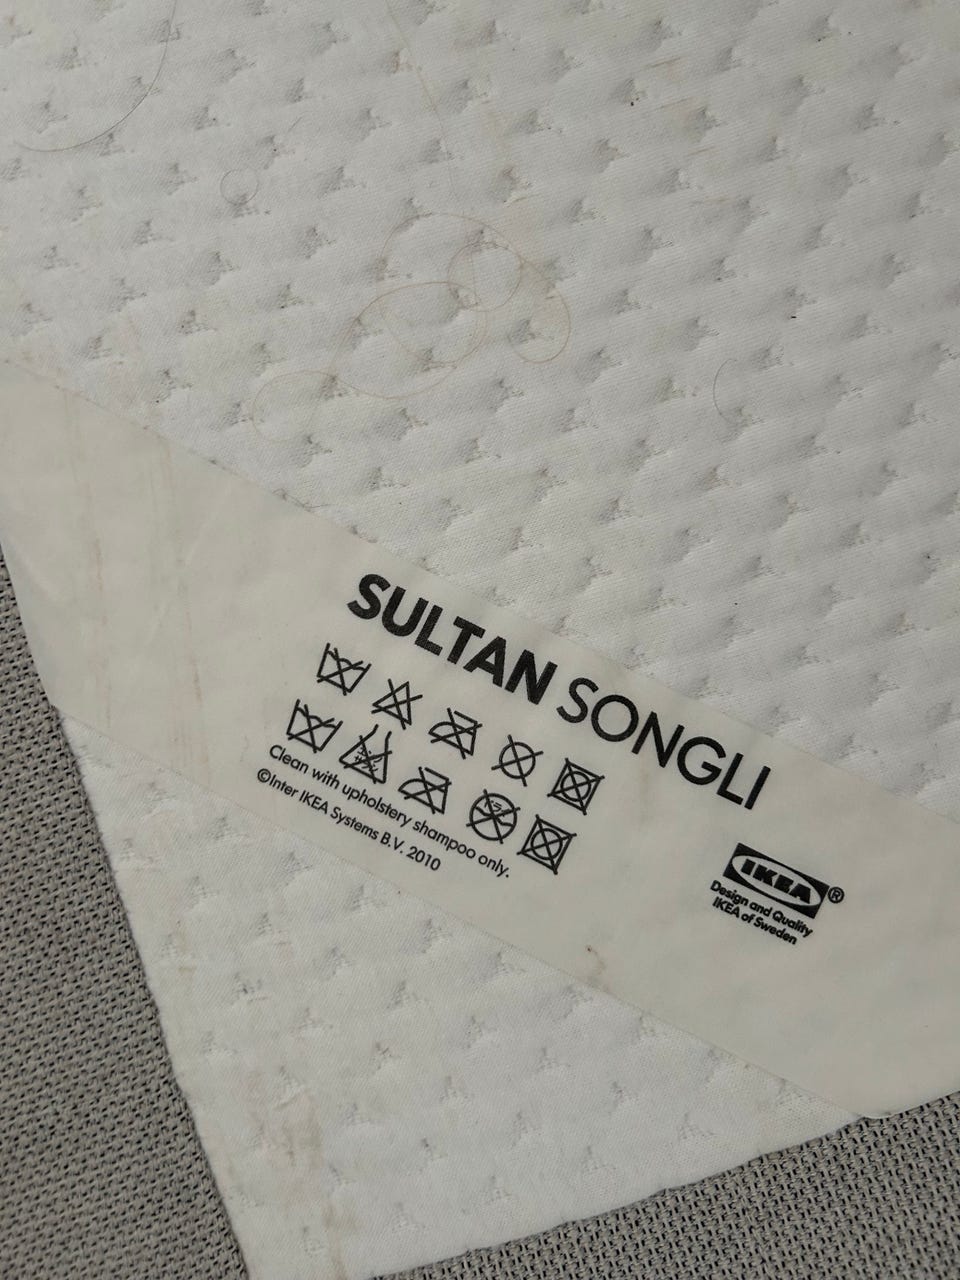 SULTAN SONGLI
Clean with upholstery shampoo only.
©Inter IKEA Systems B.V. 2010
IKEA®
Design and Quality
IKEA of Sweden